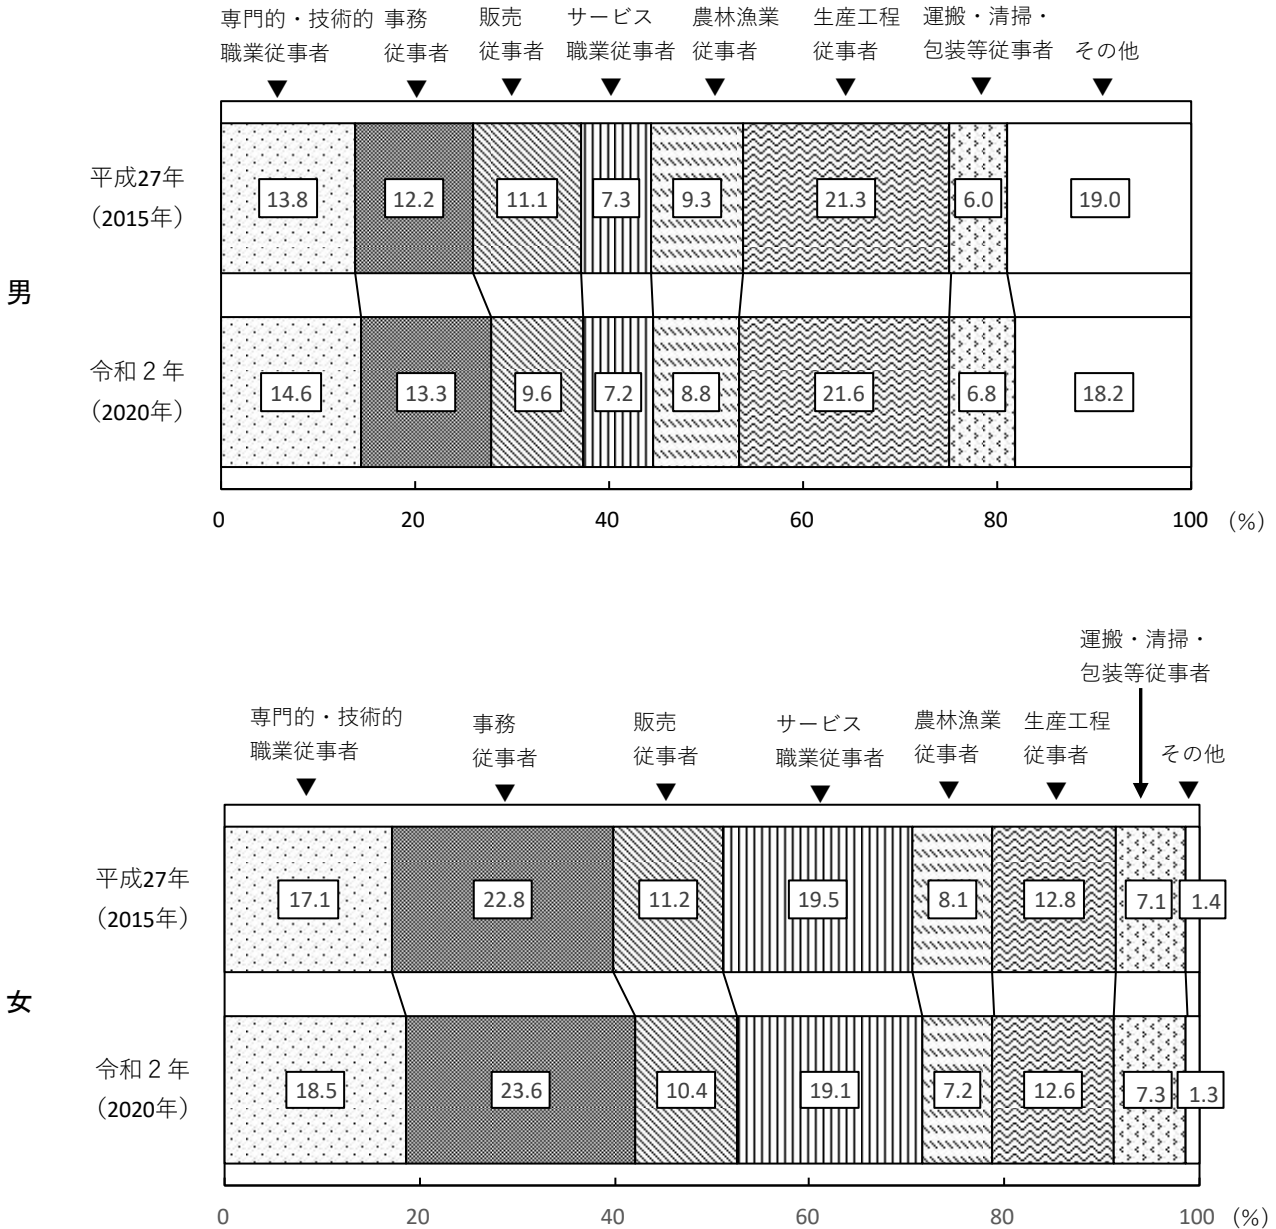 専門的・技術的
職業従事者
事務
従事者
販売
従事者
サービス
職業従事者
農林漁業
従事者
生産工程
従事者
運搬・清掃・
包装等従事者
その他
男
平成27年
（2015年）
13.8
12.2
11.1
7.3
9.3
21.3
6.0
19.0
令和２年
（2020年）
14.6
13.3
9.6
7.2
8.8
21.6
6.8
18.2
0
20
40
60
80
100
（%）
運搬・清掃・
包装等従事者
専門的・技術的
職業従事者
事務
従事者
販売
従事者
サービス
職業従事者
農林漁業
従事者
生産工程
従事者
その他
女
平成27年
（2015年）
17.1
22.8
11.2
19.5
8.1
12.8
7.1
1.4
令和２年
（2020年）
18.5
23.6
10.4
19.1
7.2
12.6
7.3
1.3
0
20
40
60
80
100
（%）